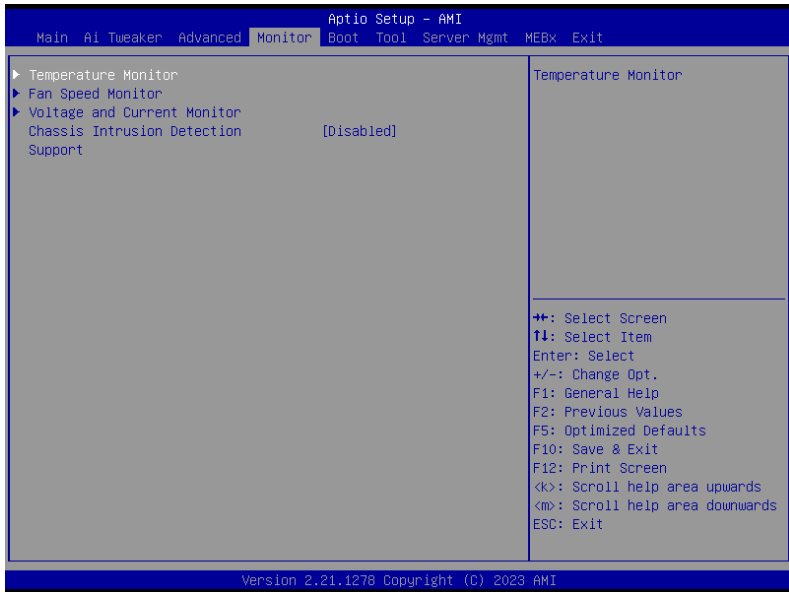 Aptio Setup – AMI
Main Ai Tweaker Advanced Monitor Boot Tool Server Mgmt MEBx Exit
▶ Temperature Monitor
▶ Fan Speed Monitor
▶ Voltage and Current Monitor
Chassis Intrusion Detection [Disabled]
Support
Temperature Monitor
→←: Select Screen
↑↓: Select Item
Enter: Select
+/-: Change Opt.
F1: General Help
F2: Previous Values
F5: Optimized Defaults
F10: Save & Exit
F12: Print Screen
<k>: Scroll help area upwards
<m>: Scroll help area downwards
ESC: Exit
Version 2.21.1278 Copyright (C) 2023 AMI